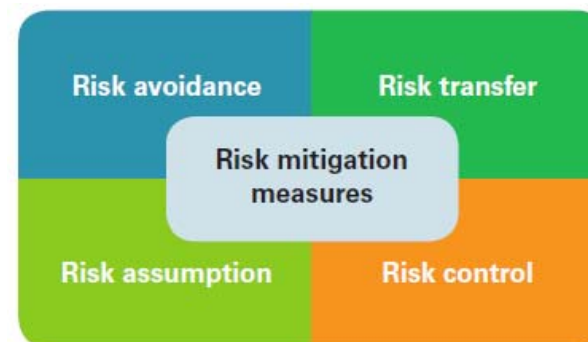 Risk avoidance
Risk transfer
Risk mitigation
measures
Risk assumption
Risk control